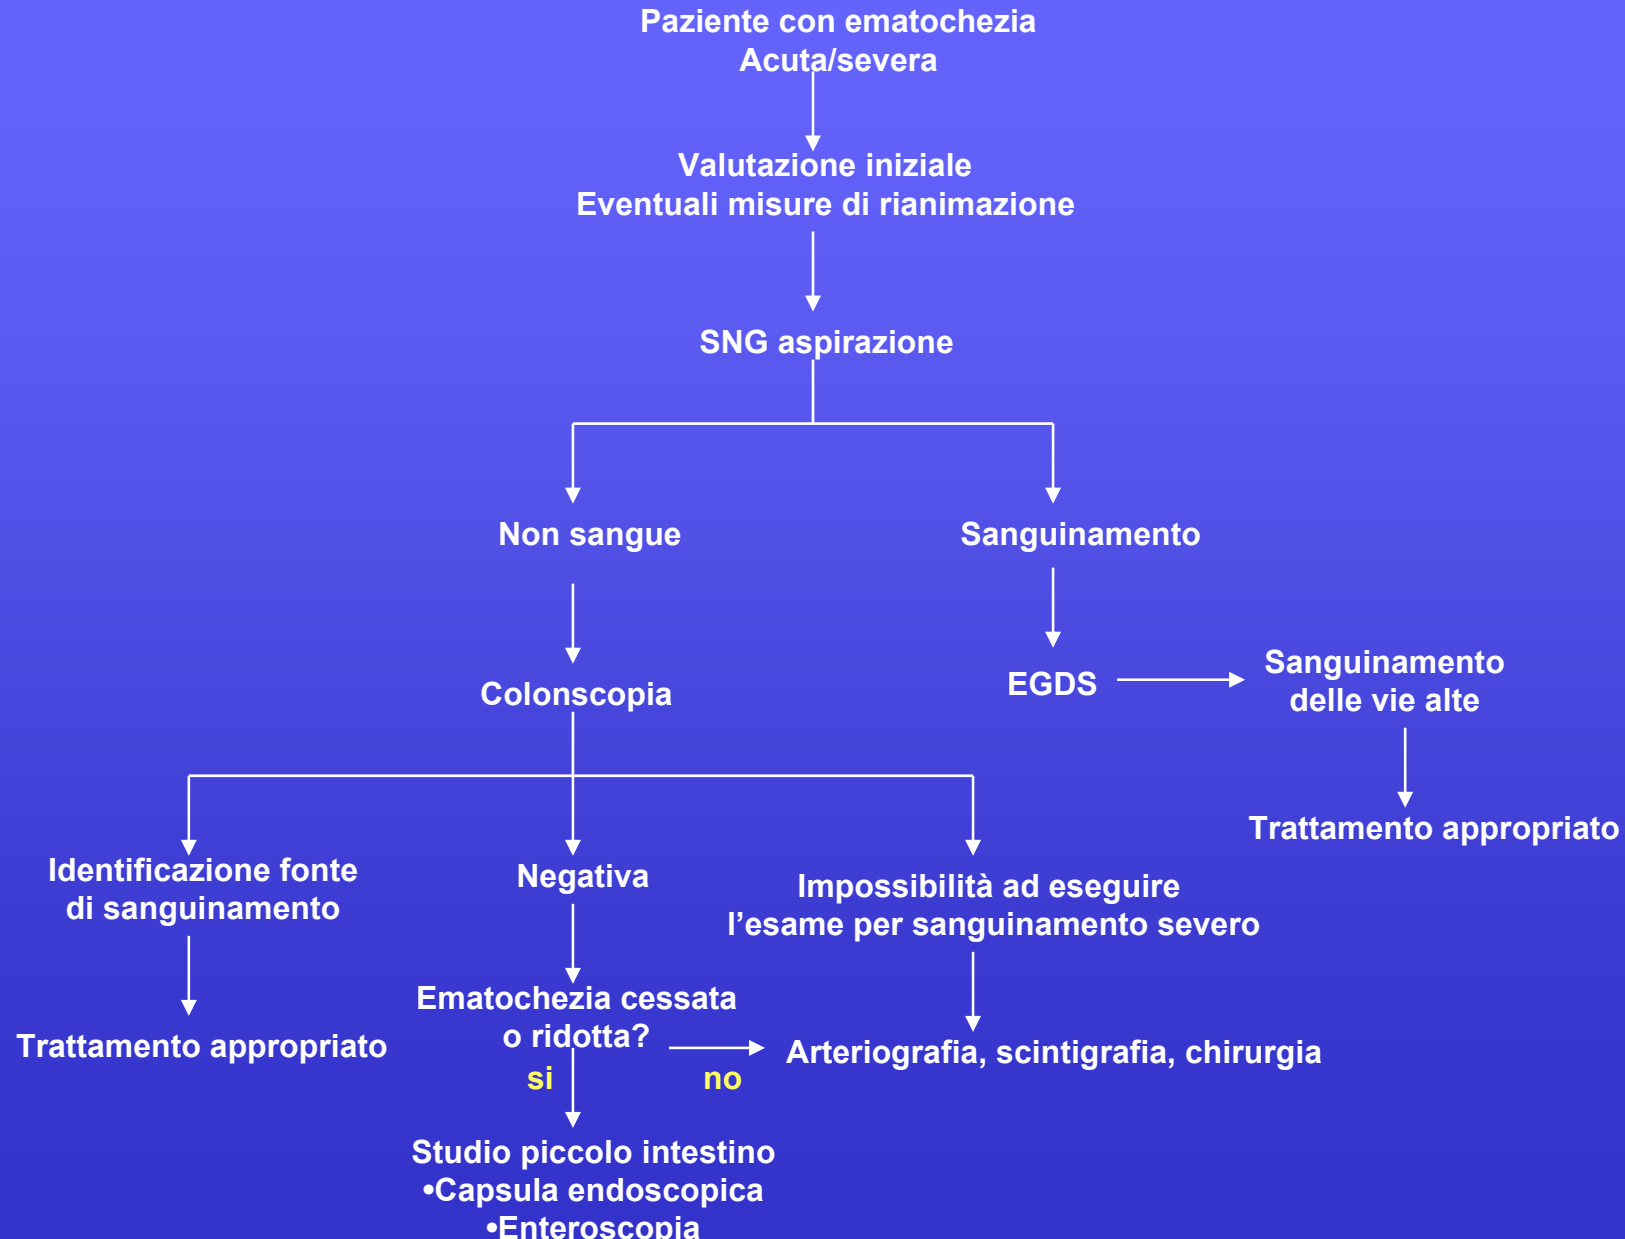 Paziente con ematochezia
Acuta/severa
Valutazione iniziale
Eventuali misure di rianimazione
SNG aspirazione
Non sangue
Sanguinamento
Colonscopia
EGDS
Sanguinamento
delle vie alte
Trattamento appropriato
Identificazione fonte
di sanguinamento
Trattamento appropriato
Negativa
Ematochezia cessata
o ridotta?
si
no
Impossibilità ad eseguire
l’esame per sanguinamento severo
Arteriografia, scintigrafia, chirurgia
Studio piccolo intestino
•Capsula endoscopica
•Enteroscopia